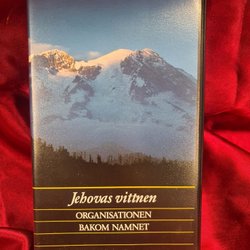 Jehovas vittnen
ORGANISATIONEN
BAKOM NAMNET